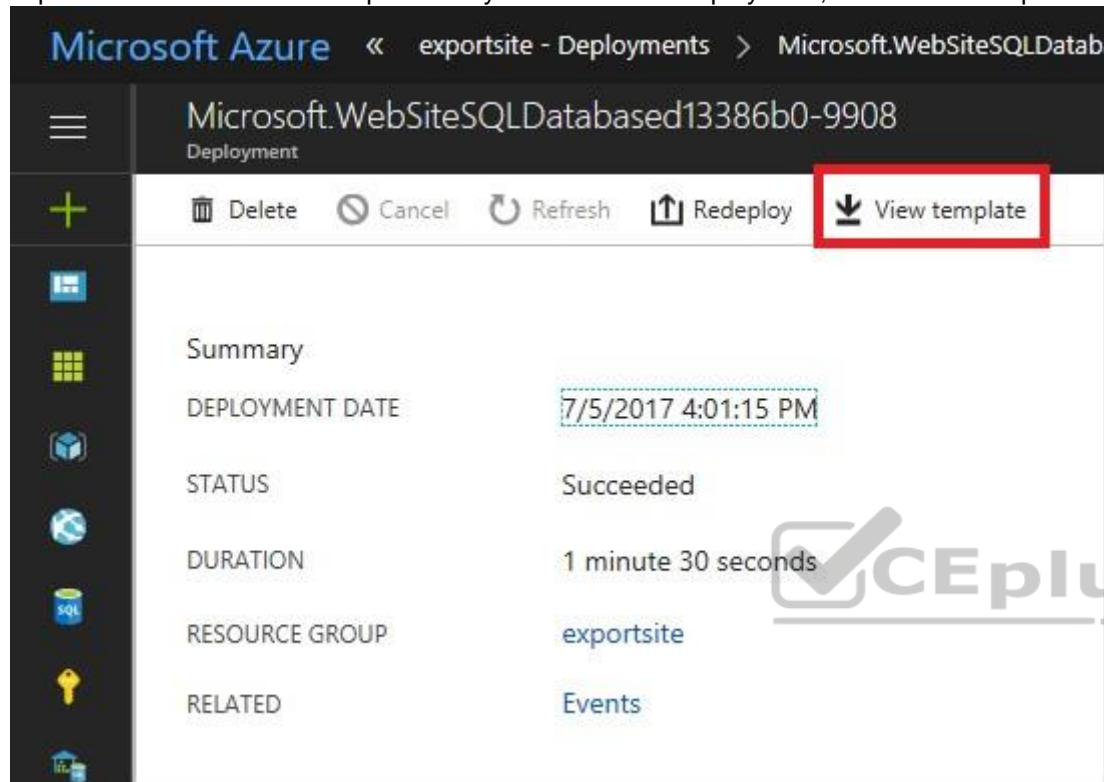 Microsoft Azure « exportsite - Deployments > Microsoft.WebSiteSQLDatab
Microsoft.WebSiteSQLDatabased13386b0-9908
Deployment
Delete Cancel Refresh Redeploy View template
Summary
DEPLOYMENT DATE 7/5/2017 4:01:15 PM
STATUS Succeeded
DURATION 1 minute 30 seconds
CEplu
RESOURCE GROUP exportsite
RELATED Events
SQL